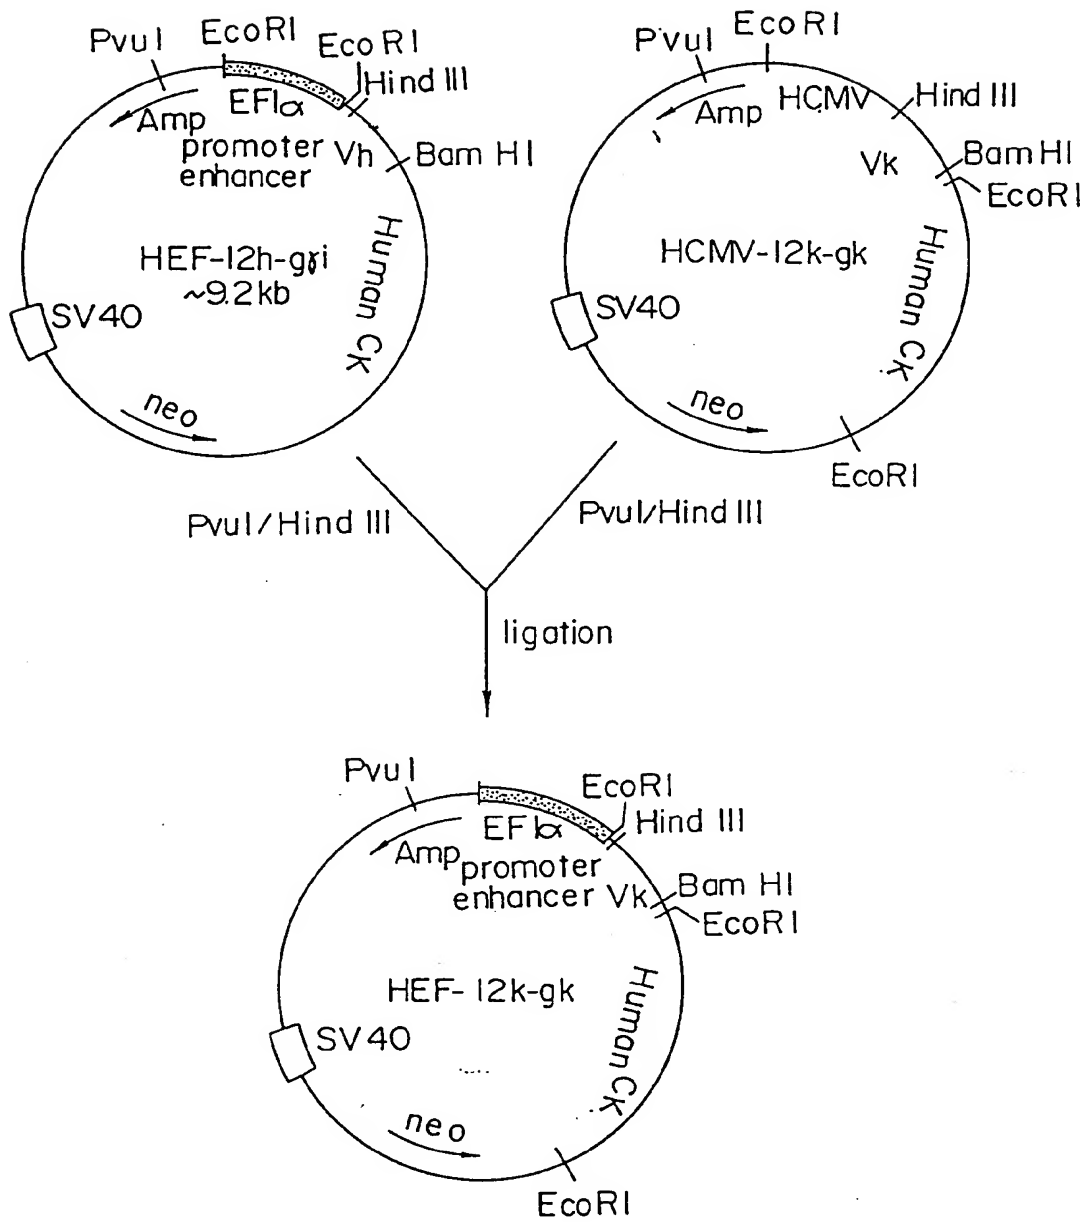 PvuI
EcoRI
EcoRI
Hind III
Amp
EF1α
promoter
enhancer
Vh
Bam HI
HEF-12h-gγi
~9.2kb
Human Cκ
SV40
neo
PvuI
EcoRI
Amp
HCMV
Hind III
Vk
Bam HI
EcoRI
HCMV-12k-gk
Human Cκ
SV40
neo
EcoRI
PvuI/Hind III
PvuI/Hind III
ligation
PvuI
EcoRI
Hind III
Amp
EF1α
promoter
enhancer
Vk
Bam HI
EcoRI
HEF-12k-gk
Human Cκ
SV40
neo
EcoRI